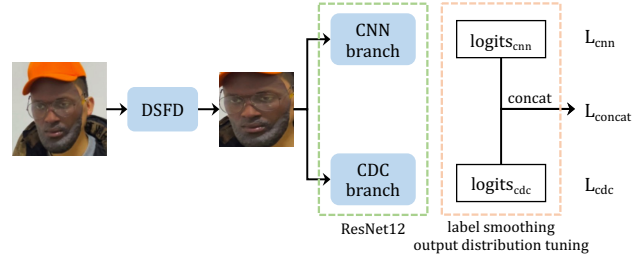 CNN
branch
logitscnn
Lcnn
DSFD
concat
Lconcat
CDC
branch
logitscdc
Lcdc
ResNet12
label smoothing
output distribution tuning